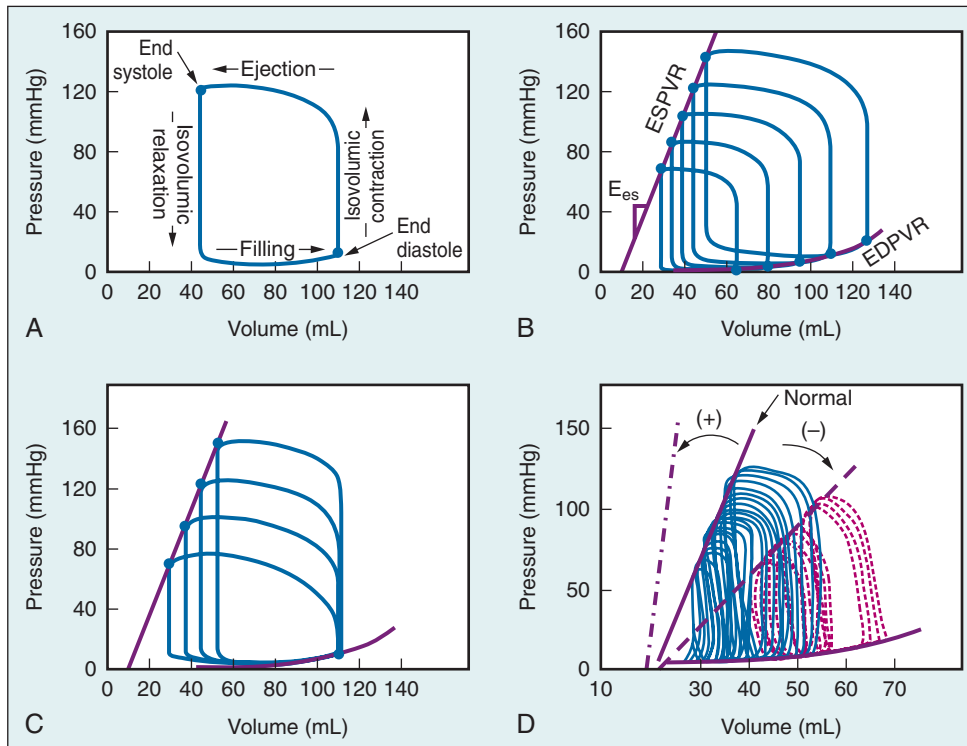 A
Pressure (mmHg)
160
120
80
40
0
End
systole
Ejection
Isovolumic
relaxation
Isovolumic
contraction
Filling
End
diastole
0 20 40 60 80 100 120 140
Volume (mL)
B
Pressure (mmHg)
160
120
80
40
0
ESPVR
Ees
EDPVR
0 20 40 60 80 100 120 140
Volume (mL)
C
Pressure (mmHg)
160
120
80
40
0
0 20 40 60 80 100 120 140
Volume (mL)
D
Pressure (mmHg)
150
100
50
0
Normal
(+)
(–)
10 30 40 50 60 70
Volume (mL)